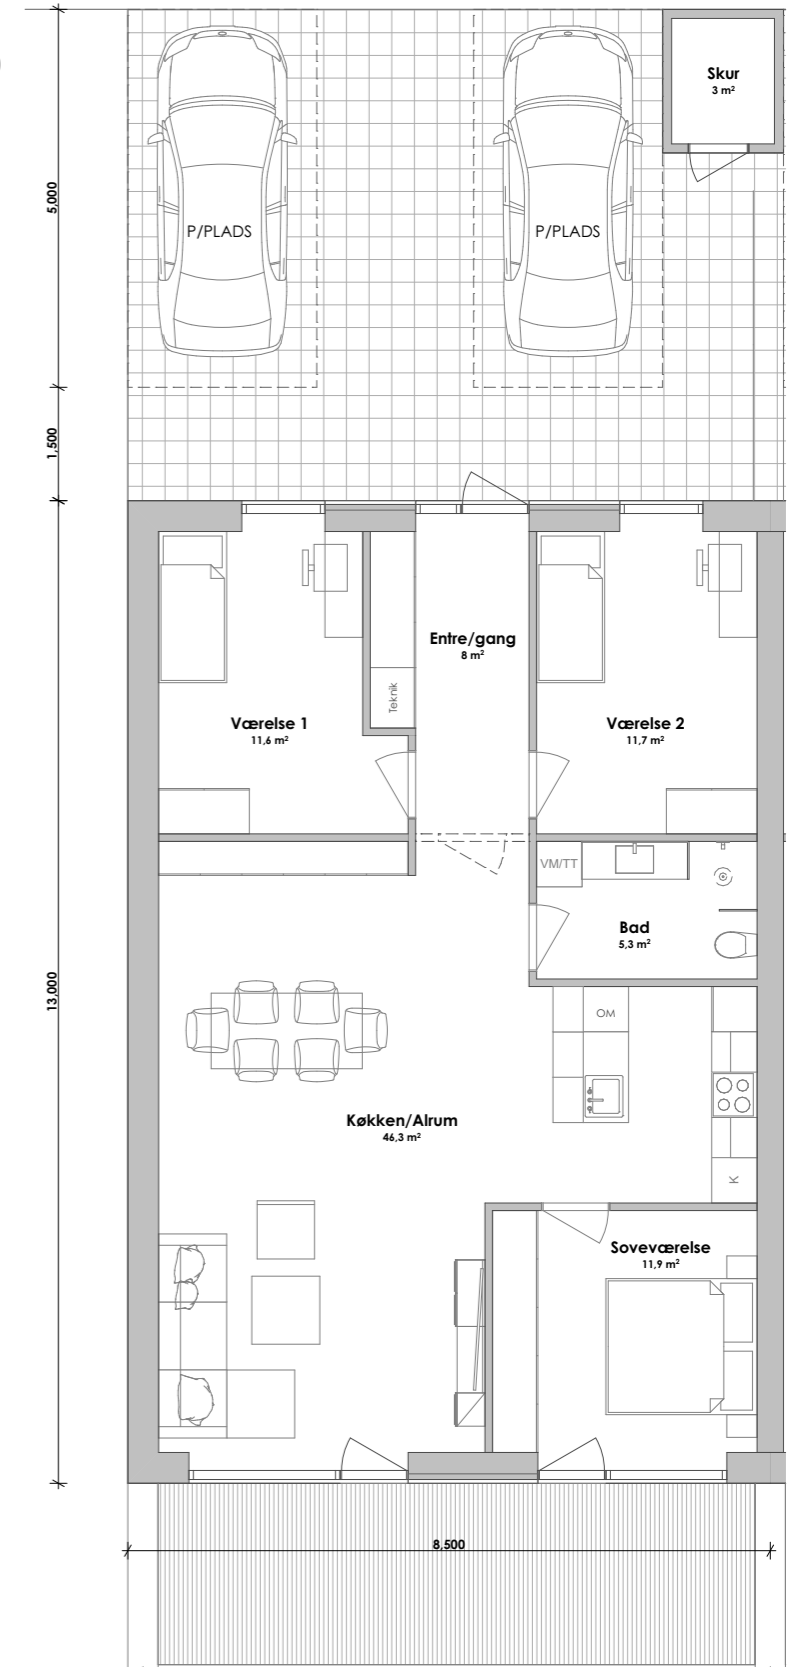 Skur
3 m²
5,000
P/PLADS
P/PLADS
1,500
Entre/gang
8 m²
Teknik
Værelse 1
11,6 m²
Værelse 2
11,7 m²
VM/TT
Bad
5,3 m²
13,000
OM
Køkken/Alrum
46,3 m²
K
Soveværelse
11,9 m²
8,500